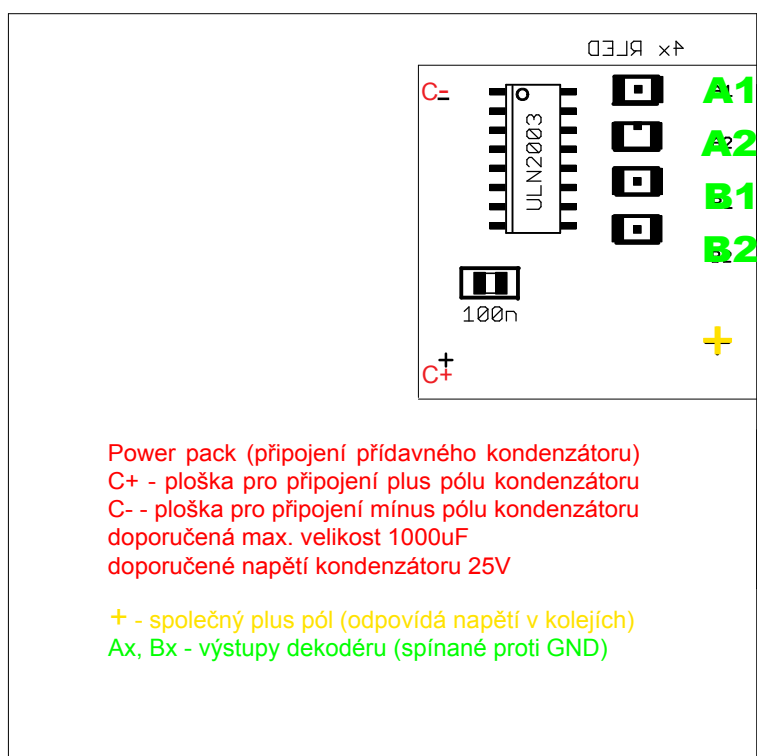 4x RLED
C-
ULN2003
A1
A2
B1
B2
100n
+
+
C+
Power pack (připojení přídavného kondenzátoru)
C+ - ploška pro připojení plus pólu kondenzátoru
C- - ploška pro připojení mínus pólu kondenzátoru
doporučená max. velikost 1000uF
doporučené napětí kondenzátoru 25V
+ - společný plus pól (odpovídá napětí v kolejích)
Ax, Bx - výstupy dekodéru (spínané proti GND)